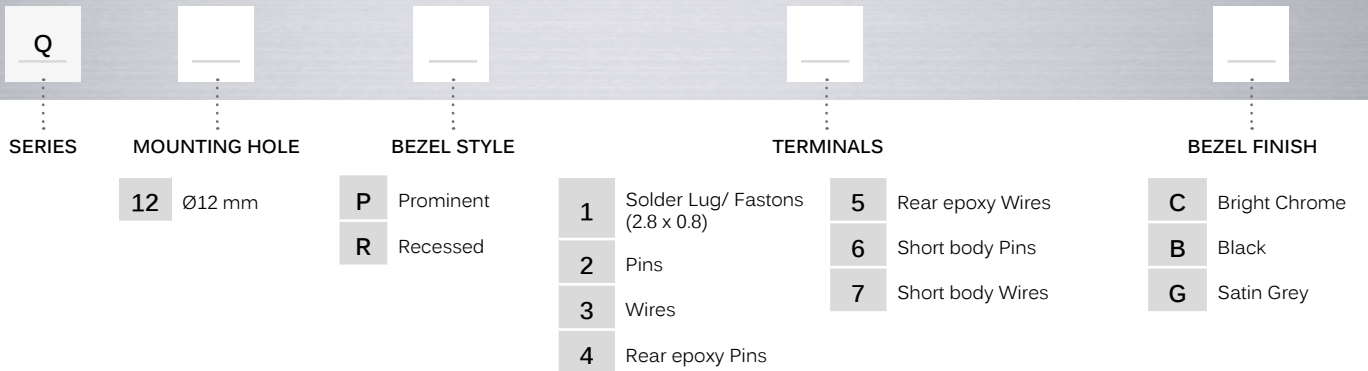 Q
SERIES
MOUNTING HOLE
12 Ø12 mm
BEZEL STYLE
P Prominent
R Recessed
TERMINALS
1 Solder Lug/ Fastons
(2.8 x 0.8)
2 Pins
3 Wires
4 Rear epoxy Pins
5 Rear epoxy Wires
6 Short body Pins
7 Short body Wires
BEZEL FINISH
C Bright Chrome
B Black
G Satin Grey